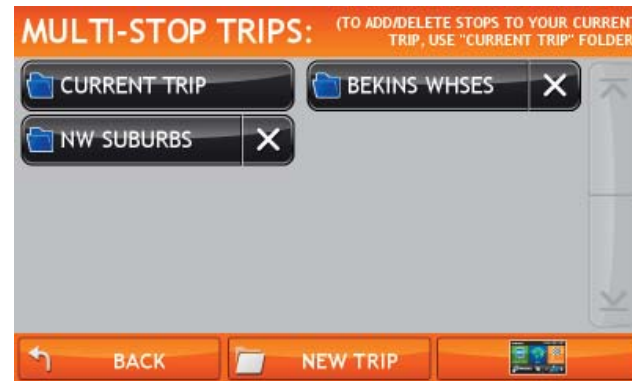 MULTI-STOP TRIPS:
(TO ADD/DELETE STOPS TO YOUR CURRENT
TRIP, USE "CURRENT TRIP" FOLDER
CURRENT TRIP
BEKINS WHSES
NW SUBURBS
BACK
NEW TRIP